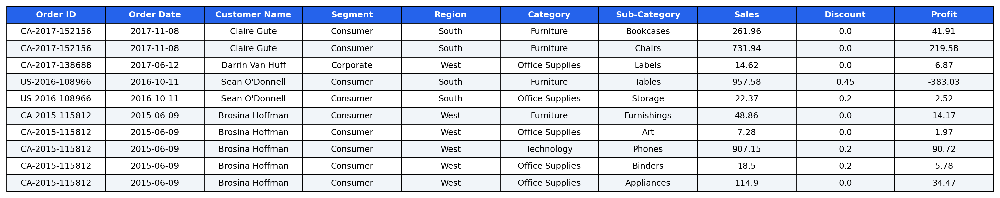 Order ID Order Date Customer Name Segment Region Category Sub-Category Sales Discount Profit
CA-2017-152156 2017-11-08 Claire Gute Consumer South Furniture Bookcases 261.96 0.0 41.91
CA-2017-152156 2017-11-08 Claire Gute Consumer South Furniture Chairs 731.94 0.0 219.58
CA-2017-138688 2017-06-12 Darrin Van Huff Corporate West Office Supplies Labels 14.62 0.0 6.87
US-2016-108966 2016-10-11 Sean O'Donnell Consumer South Furniture Tables 957.58 0.45 -383.03
US-2016-108966 2016-10-11 Sean O'Donnell Consumer South Office Supplies Storage 22.37 0.2 2.52
CA-2015-115812 2015-06-09 Brosina Hoffman Consumer West Furniture Furnishings 48.86 0.0 14.17
CA-2015-115812 2015-06-09 Brosina Hoffman Consumer West Office Supplies Art 7.28 0.0 1.97
CA-2015-115812 2015-06-09 Brosina Hoffman Consumer West Technology Phones 907.15 0.2 90.72
CA-2015-115812 2015-06-09 Brosina Hoffman Consumer West Office Supplies Binders 18.5 0.2 5.78
CA-2015-115812 2015-06-09 Brosina Hoffman Consumer West Office Supplies Appliances 114.9 0.0 34.47